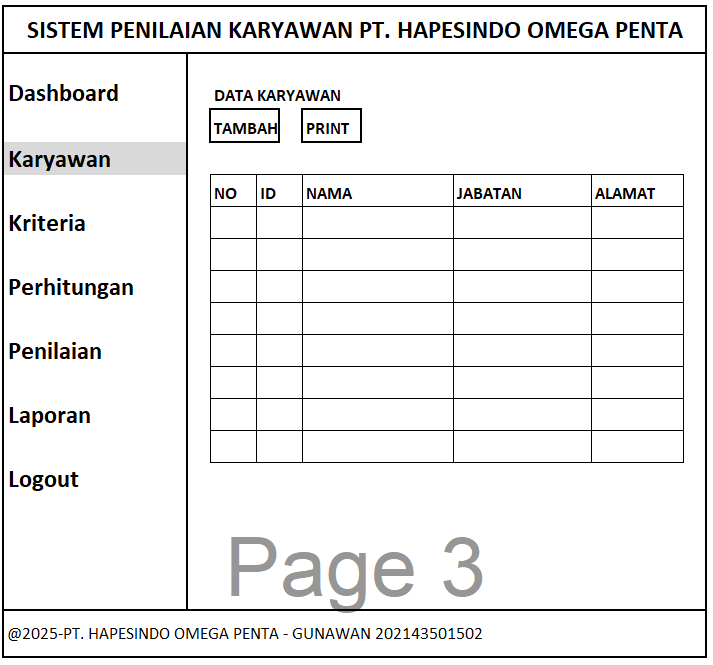 SISTEM PENILAIAN KARYAWAN PT. HAPESINDO OMEGA PENTA
Dashboard
Karyawan
Kriteria
Perhitungan
Penilaian
Laporan
Logout
DATA KARYAWAN
TAMBAH PRINT
NO ID NAMA JABATAN ALAMAT
Page 3
@2025-PT. HAPESINDO OMEGA PENTA - GUNAWAN 202143501502